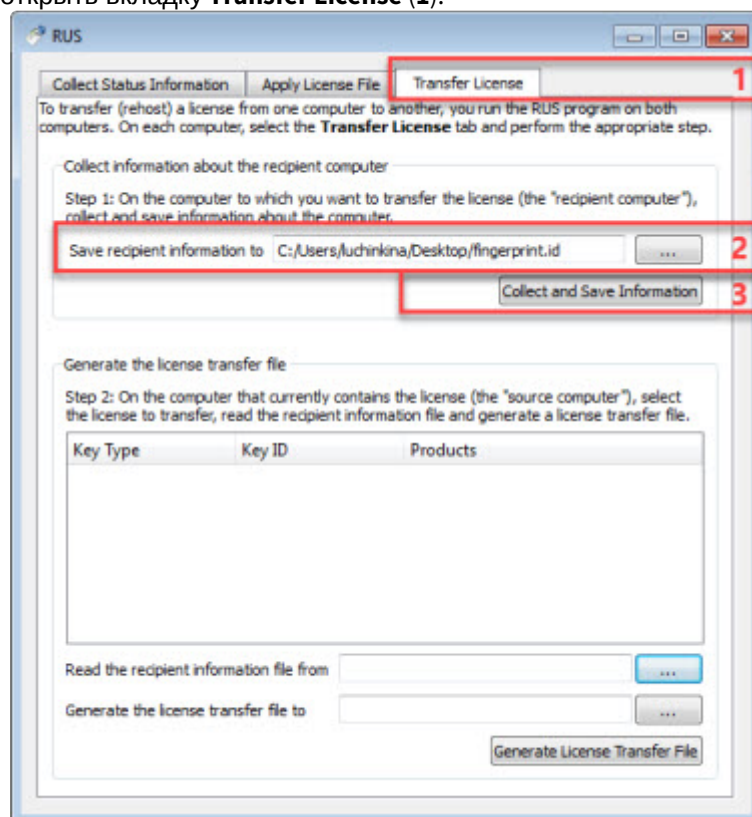 открыть вкладку Transfer License (1).
RUS
Collect Status Information Apply License File Transfer License 1
To transfer (rehost) a license from one computer to another, you run the RUS program on both
computers. On each computer, select the Transfer License tab and perform the appropriate step.
Collect information about the recipient computer
Step 1: On the computer to which you want to transfer the license (the "recipient computer"),
collect and save information about the computer.
Save recipient information to C:/Users/luchinkina/Desktop/fingerprint.id ... 2
Collect and Save Information 3
Generate the license transfer file
Step 2: On the computer that currently contains the license (the "source computer"), select
the license to transfer, read the recipient information file and generate a license transfer file.
Key Type Key ID Products
Read the recipient information file from ...
Generate the license transfer file to ...
Generate License Transfer File